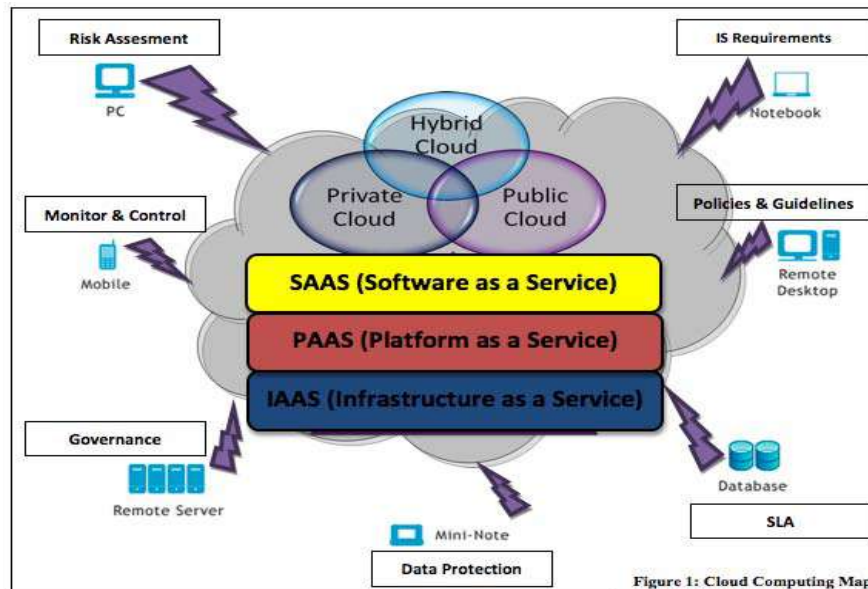 Risk Assesment
PC
IS Requirements
Notebook
Hybrid
Cloud
Private
Cloud
Public
Cloud
Monitor & Control
Mobile
Policies & Guidelines
Remote
Desktop
SAAS (Software as a Service)
PAAS (Platform as a Service)
IAAS (Infrastructure as a Service)
Governance
Remote Server
Database
SLA
Mini-Note
Data Protection
Figure 1: Cloud Computing Map